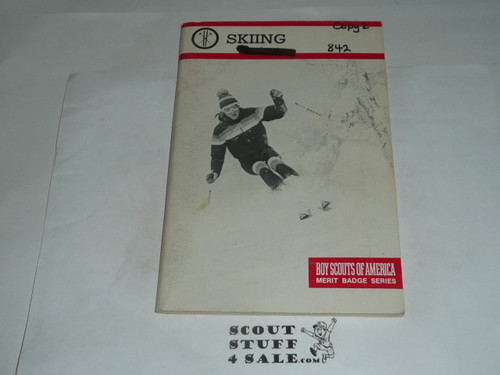 Copy 2
SKIING
842
BOY SCOUTS OF AMERICA
MERIT BADGE SERIES
SCOUT
STUFF
4 SALE.com